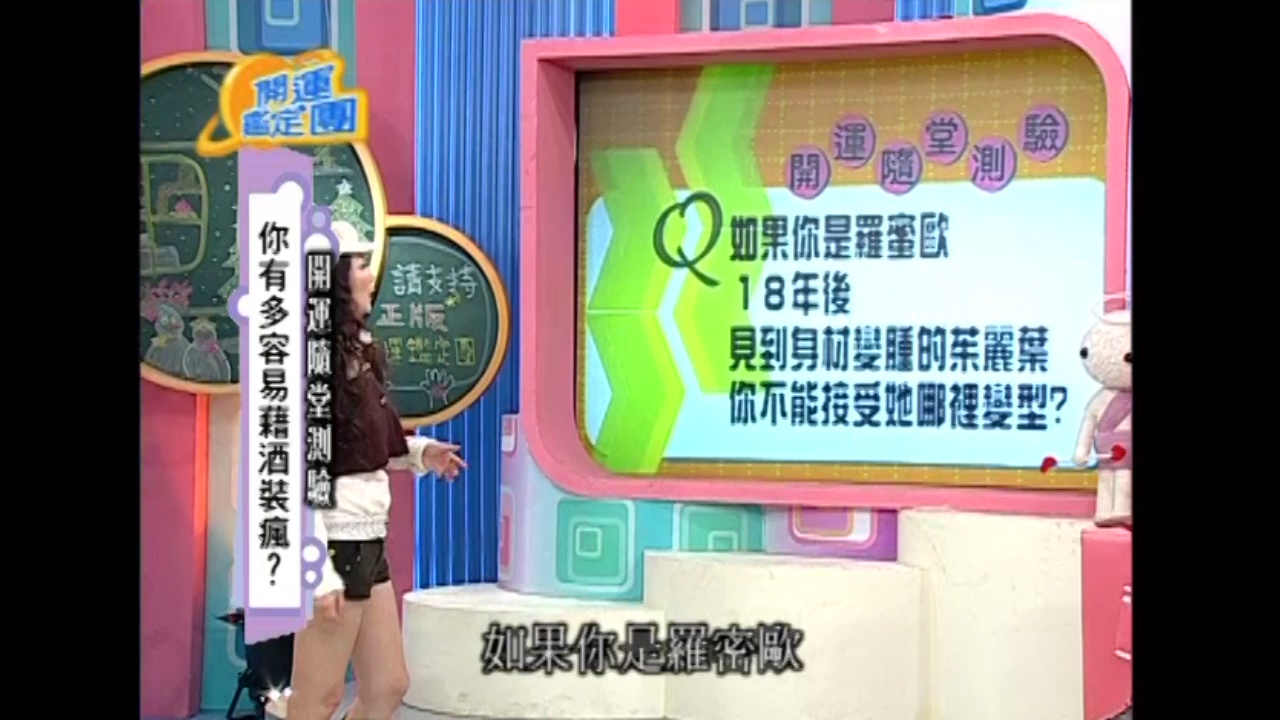 開運
鑑定團
開運隨堂測驗
你有多容易藉酒裝瘋？
請支持
正版
鑑定團
開運隨堂測驗
Q
如果你是羅蜜歐
18年後
見到身材變腫的茱麗葉
你不能接受她哪裡變型?
如果你是羅密歐